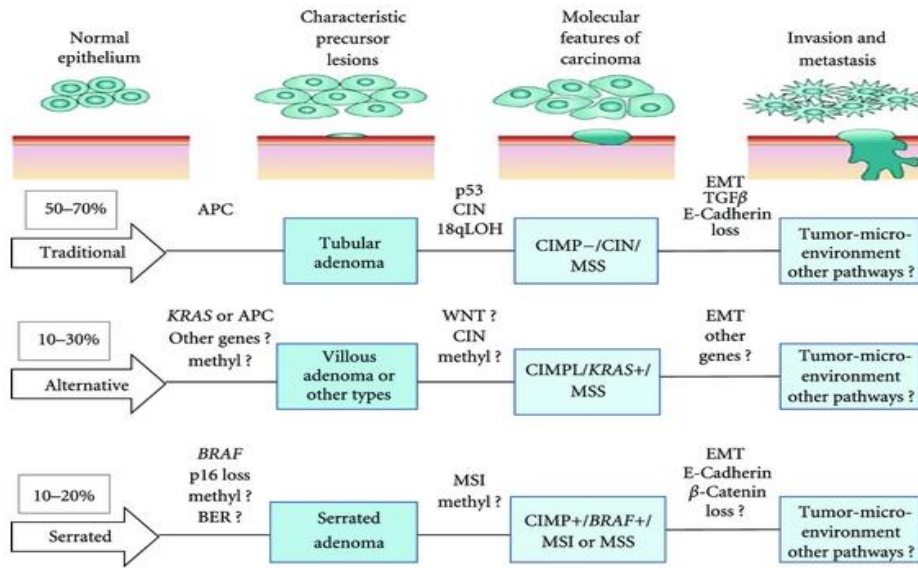 Normal
epithelium
Characteristic
precursor
lesions
Molecular
features of
carcinoma
Invasion and
metastasis
50–70%
Traditional
APC
Tubular
adenoma
p53
CIN
18qLOH
CIMP−/CIN/
MSS
EMT
TGFβ
E-Cadherin
loss
Tumor-micro-
environment
other pathways ?
10–30%
Alternative
KRAS or APC
Other genes ?
methyl ?
Villous
adenoma or
other types
WNT ?
CIN
methyl ?
CIMPL/KRAS+/
MSS
EMT
other
genes ?
Tumor-micro-
environment
other pathways ?
10–20%
Serrated
BRAF
p16 loss
methyl ?
BER ?
Serrated
adenoma
MSI
methyl ?
CIMP+/BRAF+/
MSI or MSS
EMT
E-Cadherin
β-Catenin
loss ?
Tumor-micro-
environment
other pathways ?